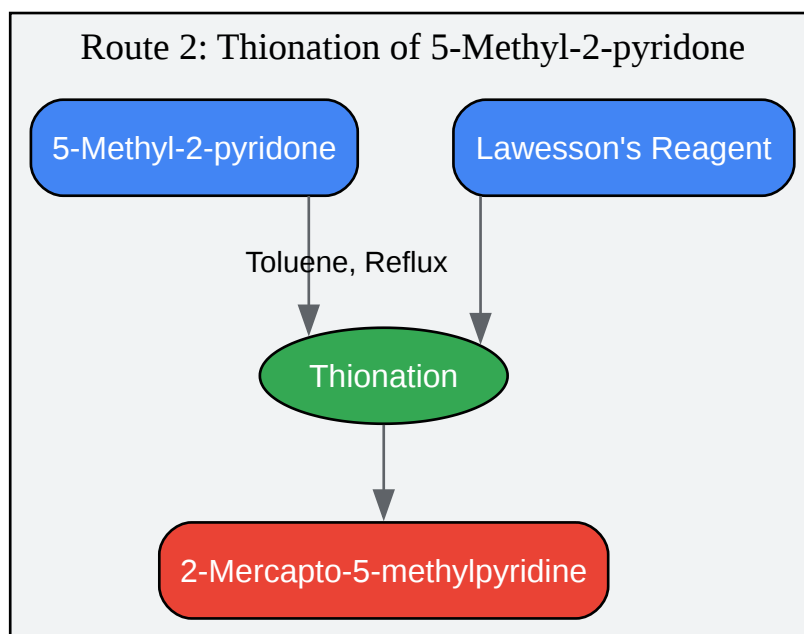 Route 2: Thionation of 5-Methyl-2-pyridone
5-Methyl-2-pyridone
Lawesson's Reagent
Toluene, Reflux
Thionation
2-Mercapto-5-methylpyridine